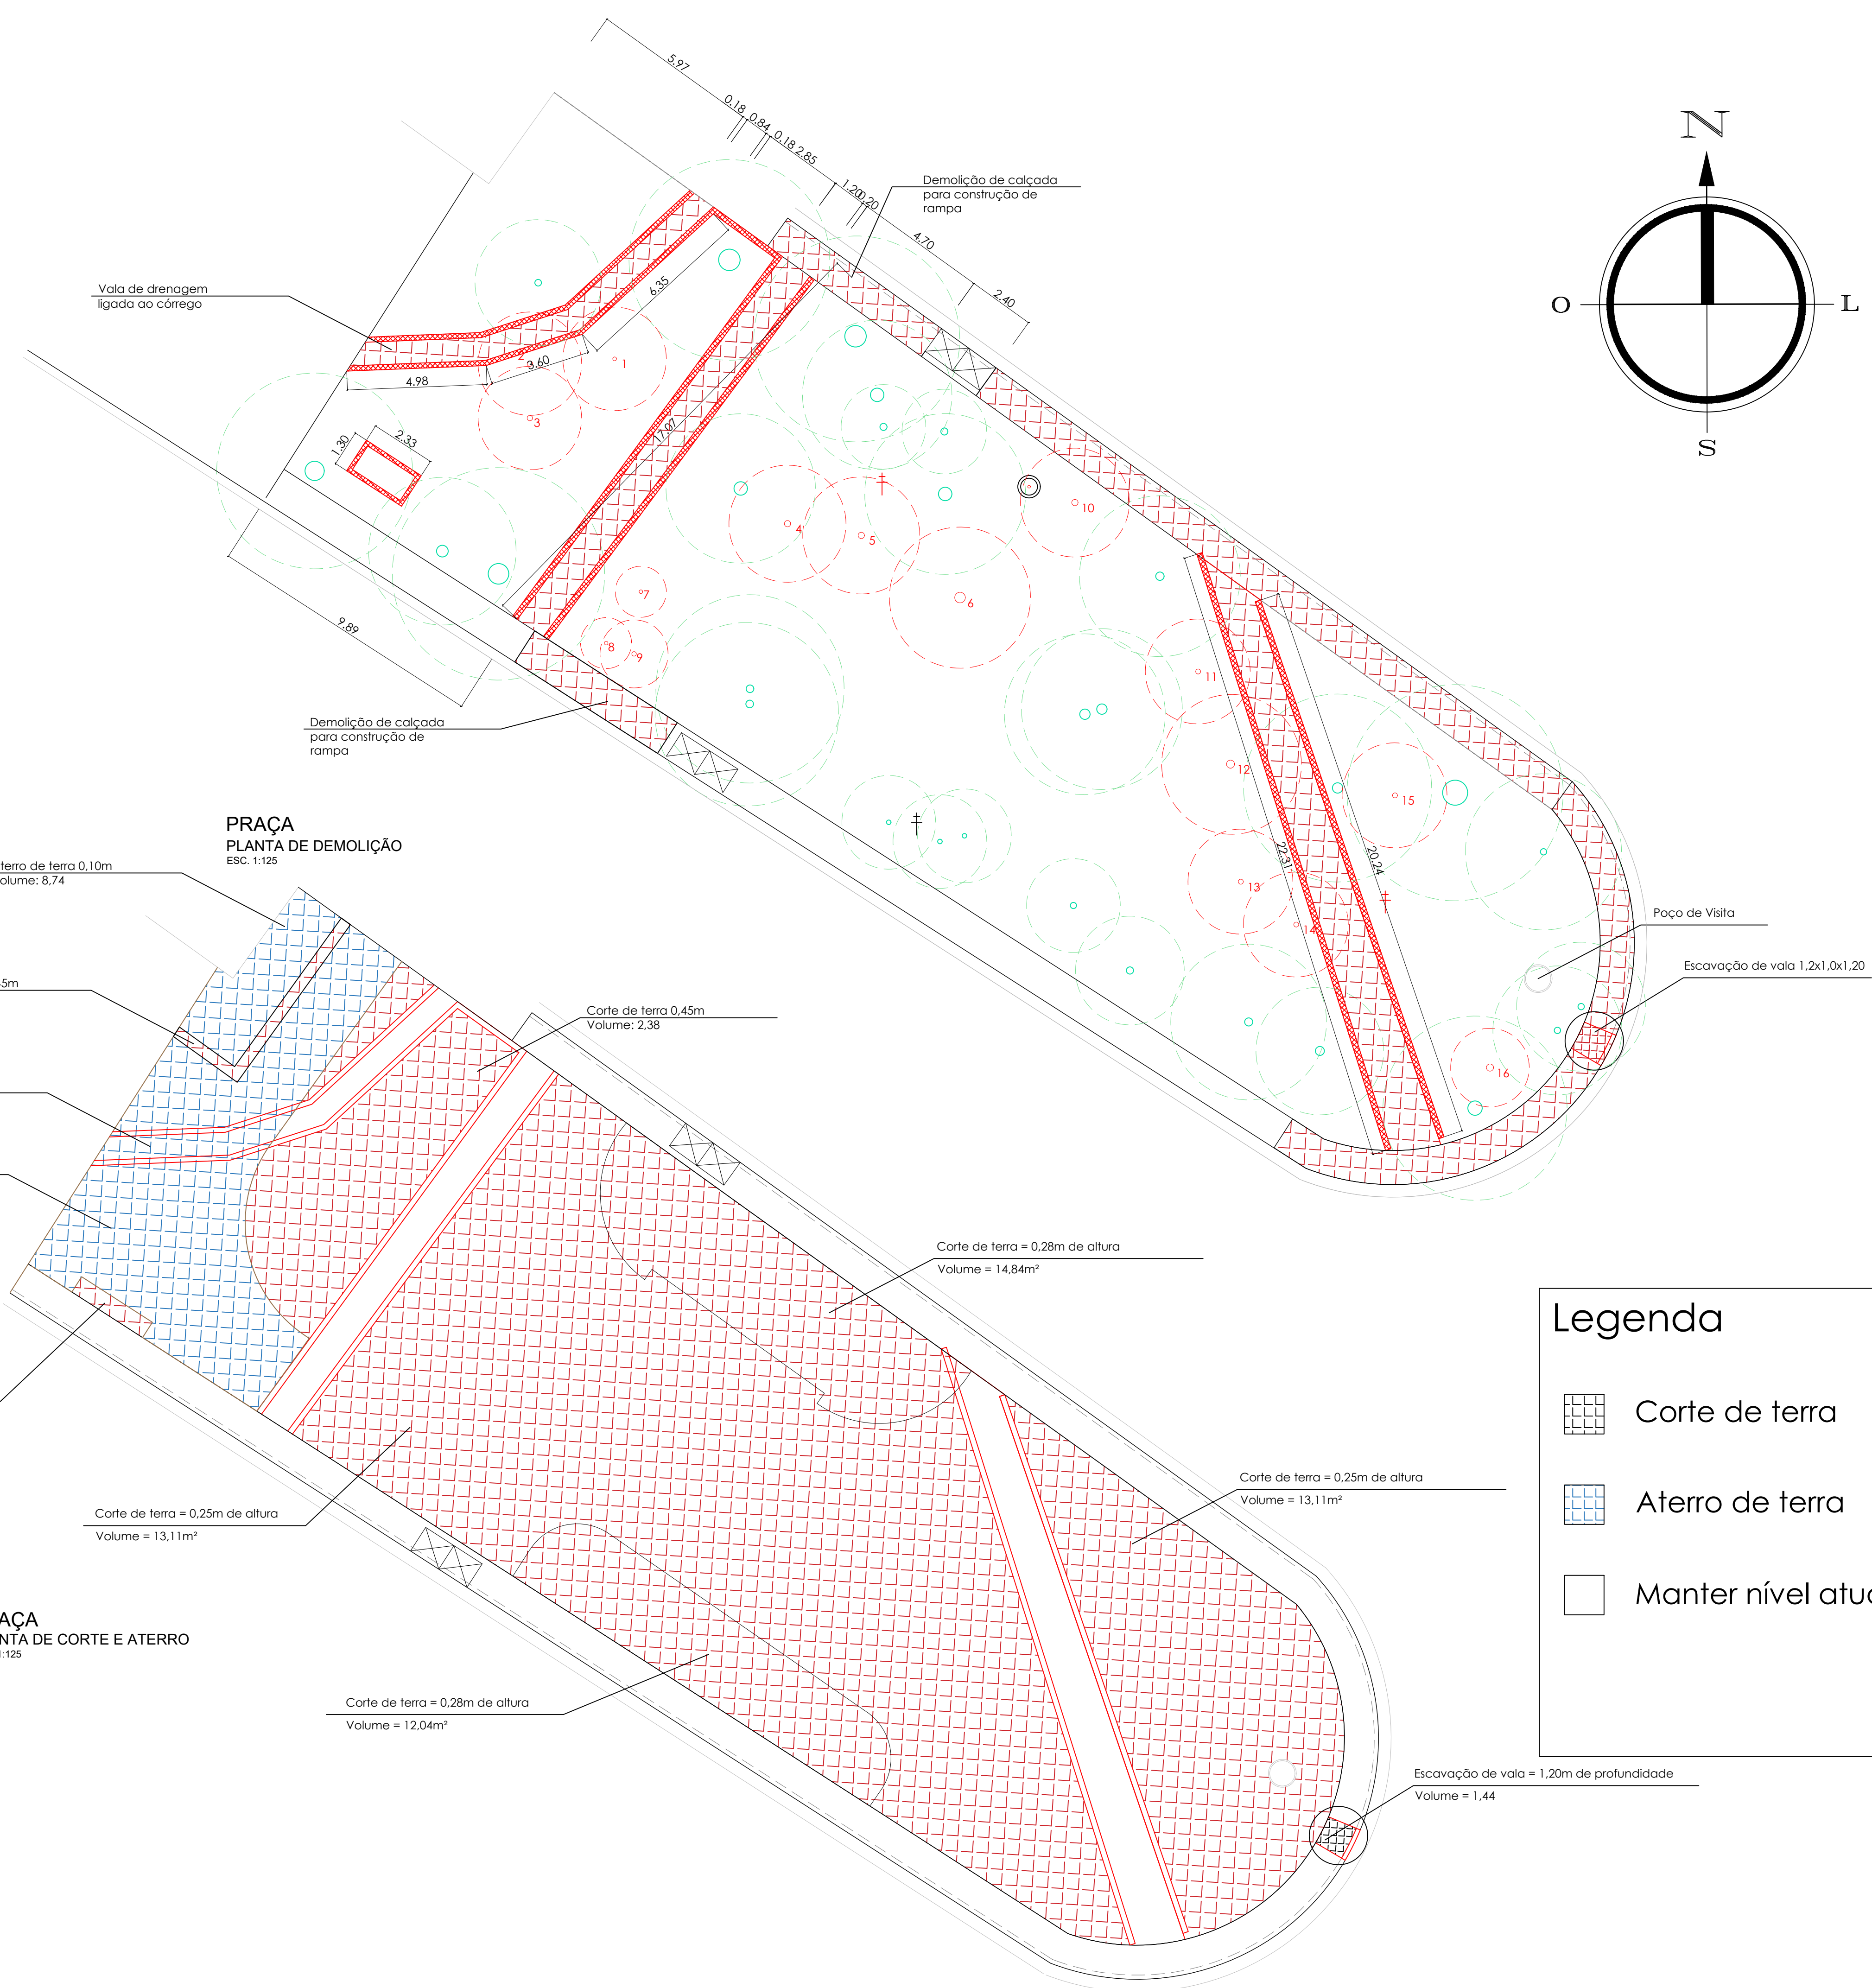 5.97
0.18
0.84
0.18
2.85
1.20
0.20
4.70
2.40
Demolição de calçada
para construção de
rampa
N
O
L
S
Vala de drenagem
ligada ao córrego
6.35
3.60
4.98
2
1
3
1.30
2.33
17.07
9.89
4
5
6
7
8
9
10
11
12
13
14
15
16
22.31
20.24
Demolição de calçada
para construção de
rampa
Poço de Visita
Escavação de vala 1,2x1,0x1,20
PRAÇA
PLANTA DE DEMOLIÇÃO
ESC. 1:125
terro de terra 0,10m
olume: 8,74
5m
Corte de terra 0,45m
Volume: 2,38
Corte de terra = 0,28m de altura
Volume = 14,84m²
Corte de terra = 0,25m de altura
Volume = 13,11m²
Corte de terra = 0,25m de altura
Volume = 13,11m²
Corte de terra = 0,28m de altura
Volume = 12,04m²
Escavação de vala = 1,20m de profundidade
Volume = 1,44
AÇA
NTA DE CORTE E ATERRO
1:125
Legenda
Corte de terra
Aterro de terra
Manter nível atua